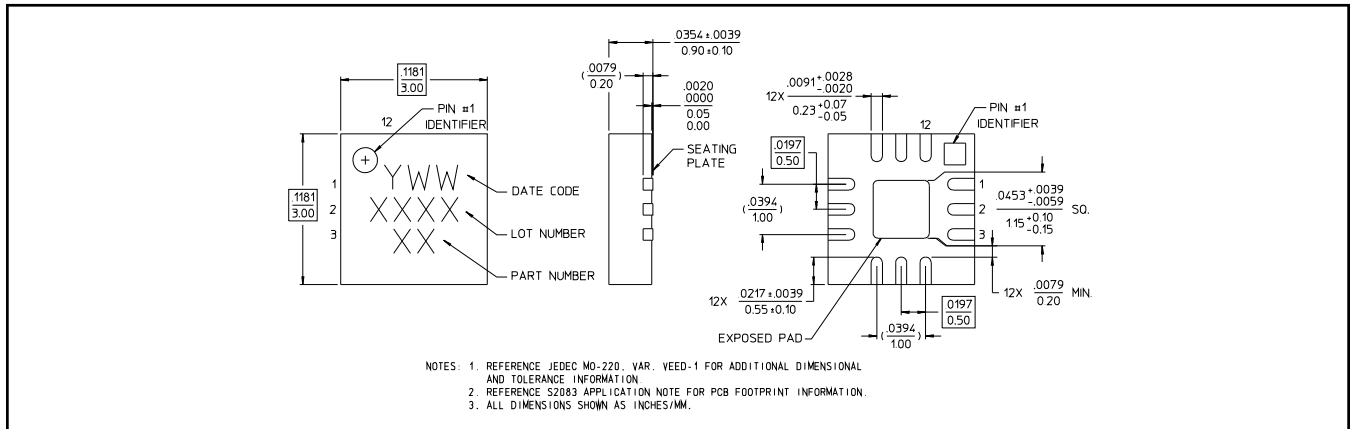 .1181
3.00
12
PIN #1
IDENTIFIER
.1181
3.00
1
2
3
YWW
XXXX
XX
DATE CODE
LOT NUMBER
PART NUMBER
.0354±.0039
0.90±0.10
(.0079
0.20)
.0020
.0000
0.05
0.00
SEATING
PLATE
12X .0091 +.0028 -.0020
0.23 +0.07 -0.05
12
PIN #1
IDENTIFIER
.0197
0.50
(.0394
1.00)
1
2
3
.0453 +.0039 -.0059 SQ.
1.15 +0.10 -0.15
12X .0217±.0039
0.55±0.10
EXPOSED PAD
(.0394
1.00)
.0197
0.50
12X .0079 MIN.
0.20
NOTES: 1. REFERENCE JEDEC MO-220, VAR. VEED-1 FOR ADDITIONAL DIMENSIONAL
AND TOLERANCE INFORMATION
2. REFERENCE S2083 APPLICATION NOTE FOR PCB FOOTPRINT INFORMATION.
3. ALL DIMENSIONS SHOWN AS INCHES/MM.